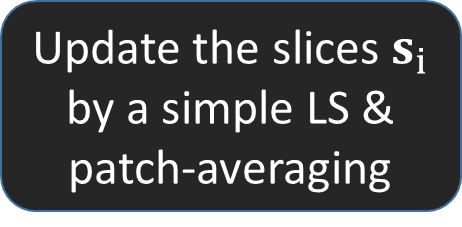 Update the slices sᵢ
by a simple LS &
patch-averaging